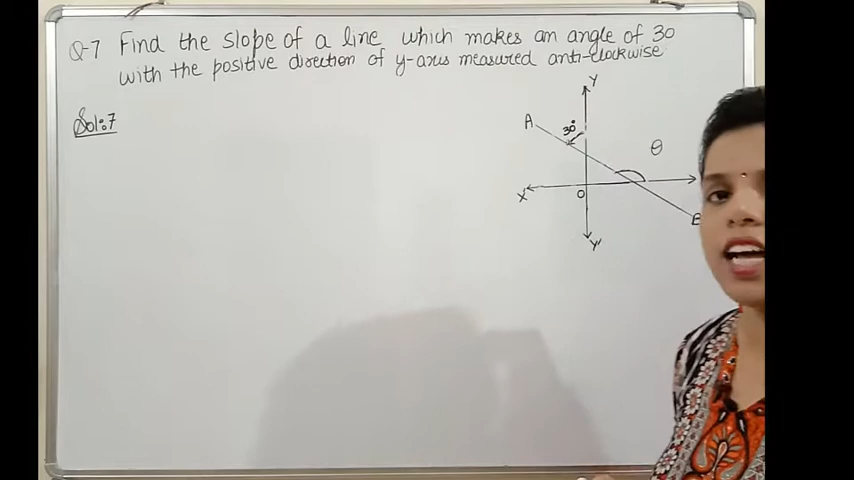 Q-7 Find the slope of a line which makes an angle of 30
with the positive direction of y-axis measured anti-clockwise
Sol:7
Y
A
30°
θ
X'
O
B
Y'